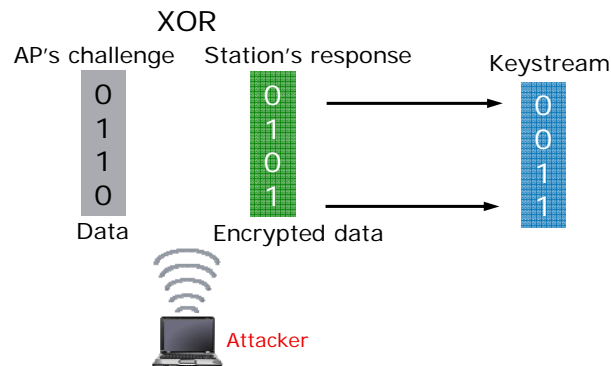 XOR
AP's challenge
Station's response
Keystream
0
1
1
0
0
1
0
1
0
0
1
1
Data
Encrypted data
Attacker